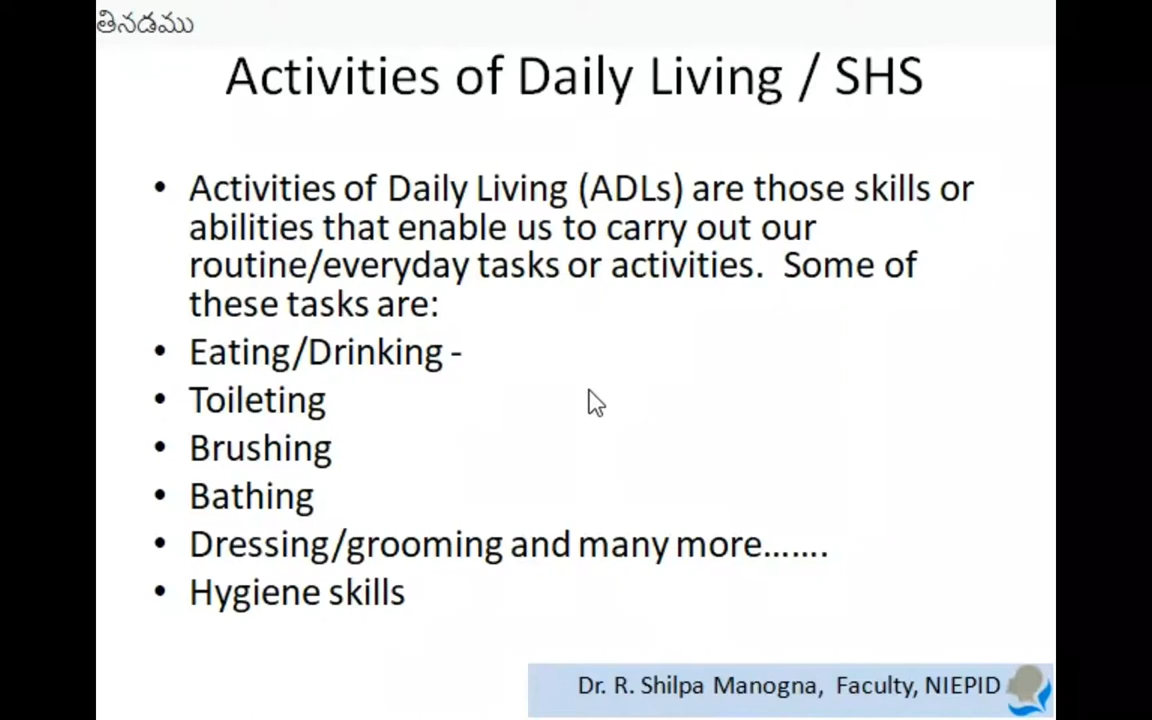 తినడము
Activities of Daily Living / SHS
• Activities of Daily Living (ADLs) are those skills or
abilities that enable us to carry out our
routine/everyday tasks or activities.  Some of
these tasks are:
• Eating/Drinking -
• Toileting
• Brushing
• Bathing
• Dressing/grooming and many more…….
• Hygiene skills
Dr. R. Shilpa Manogna,  Faculty, NIEPID